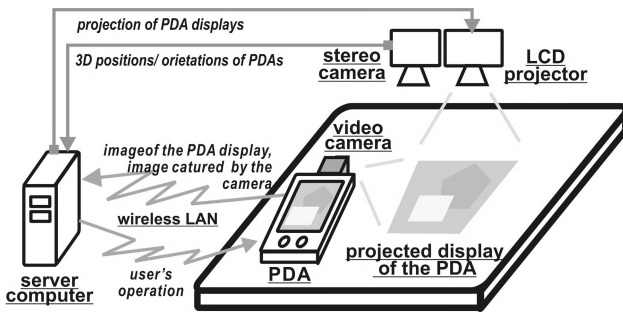 projection of PDA displays
3D positions/ orietations of PDAs
stereo
camera
LCD
projector
video
camera
imageof the PDA display,
image catured by the
camera
wireless LAN
user's
operation
server
computer
PDA
projected display
of the PDA